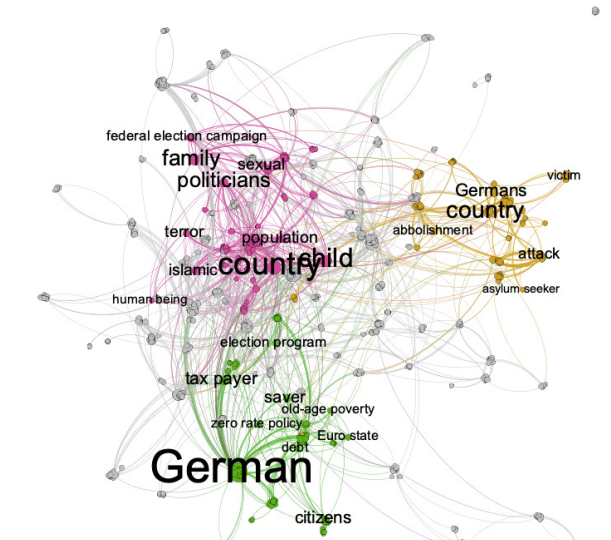 federal election campaign
family
sexual
politicians
victim
Germans
country
terror
population
abbolishment
islamic
country
child
attack
human being
asylum seeker
election program
tax payer
saver
old-age poverty
zero rate policy
Euro state
debt
German
citizens